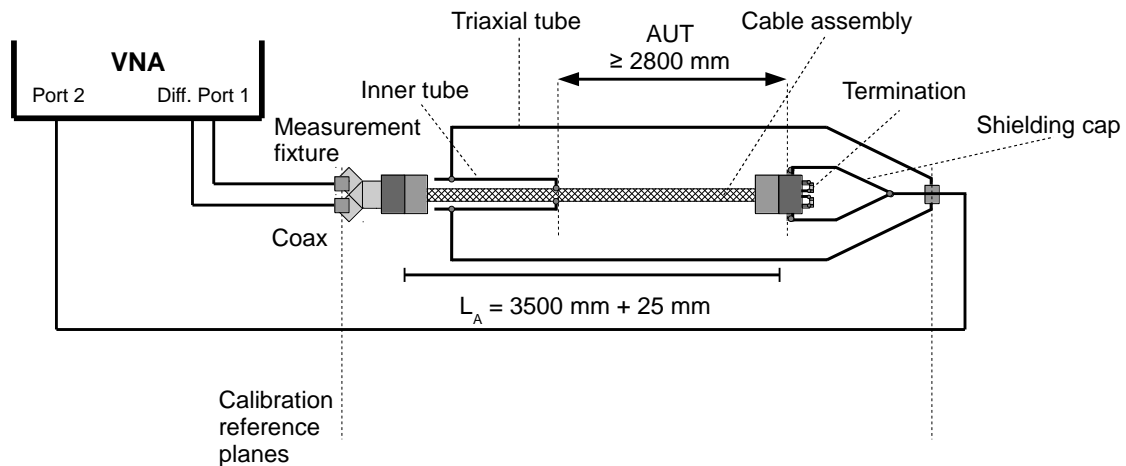 Triaxial tube
AUT
≥ 2800 mm
Cable assembly
VNA
Port 2
Diff. Port 1
Inner tube
Termination
Measurement
fixture
Shielding cap
Coax
L_A = 3500 mm + 25 mm
Calibration
reference
planes